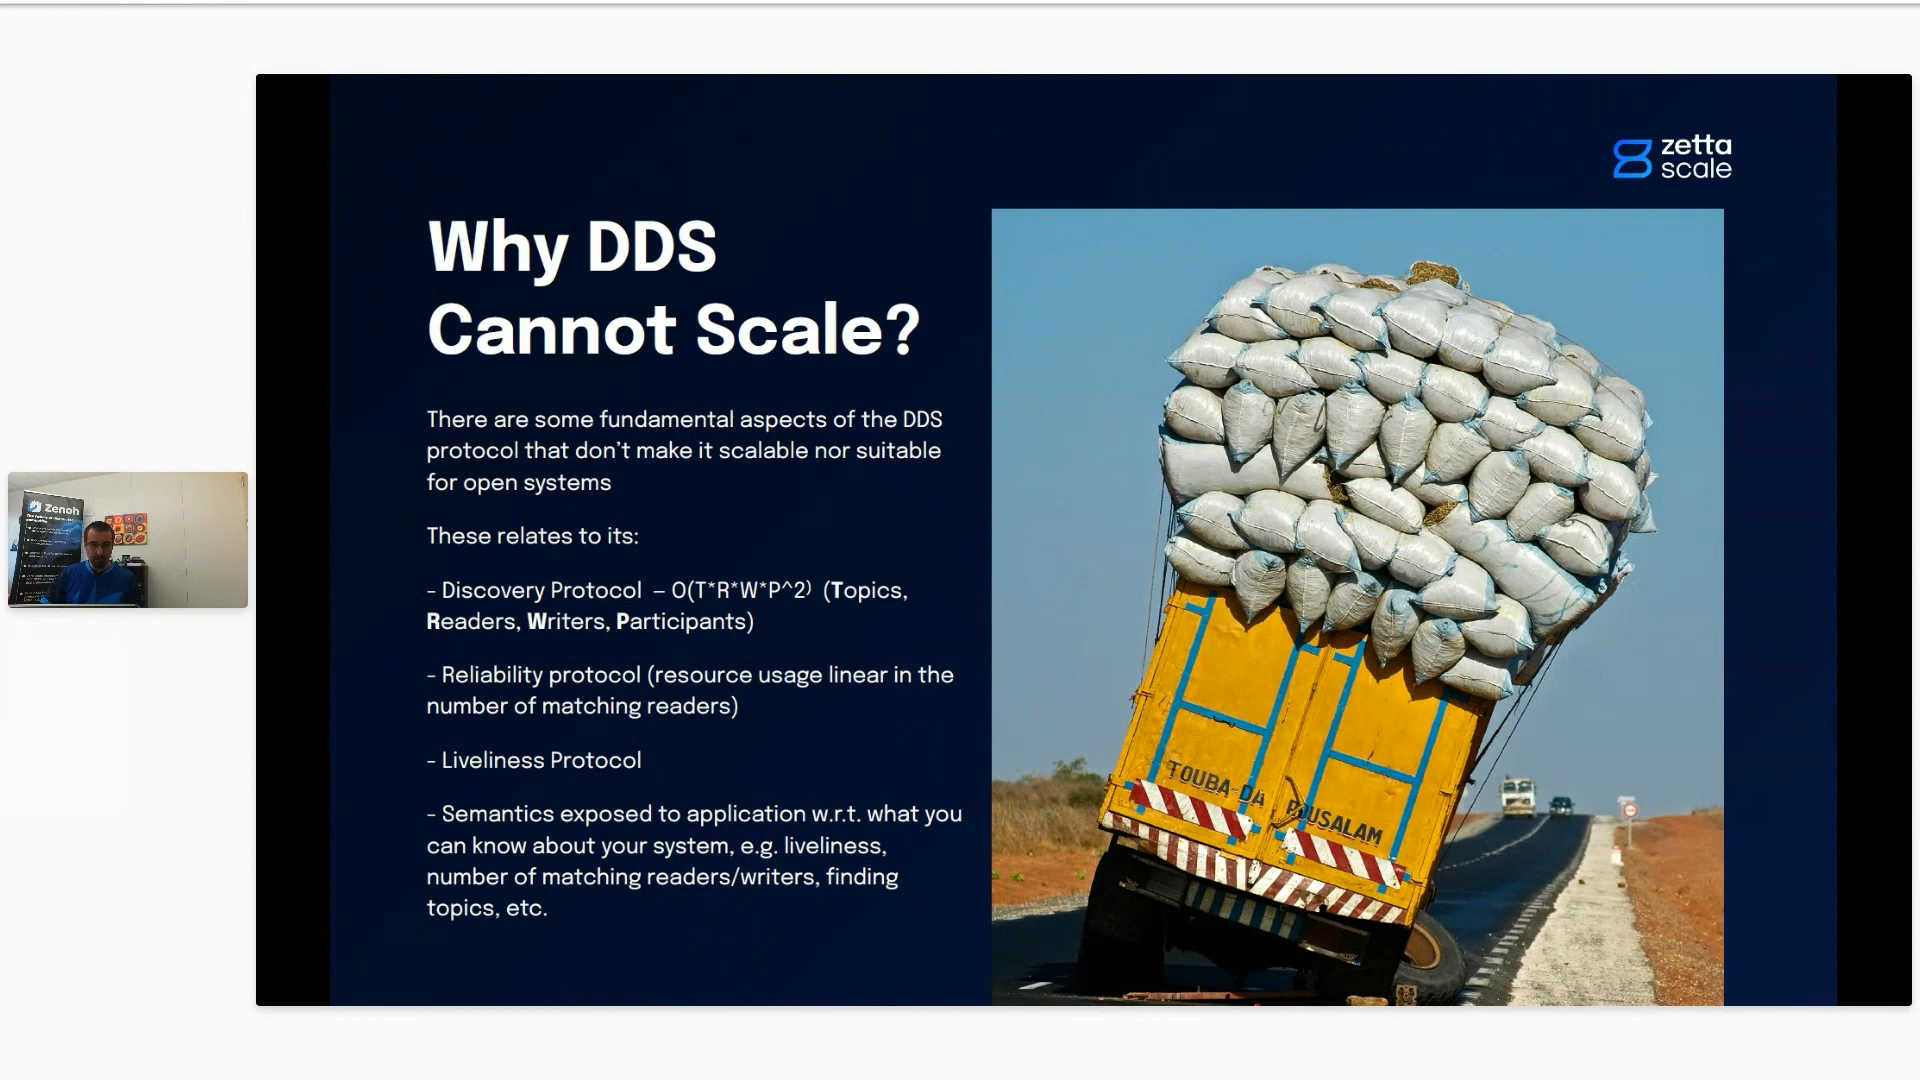 zetta
scale
Why DDS
Cannot Scale?
There are some fundamental aspects of the DDS
protocol that don’t make it scalable nor suitable
for open systems
These relates to its:
- Discovery Protocol – O(T*R*W*P^2) (Topics,
Readers, Writers, Participants)
- Reliability protocol (resource usage linear in the
number of matching readers)
- Liveliness Protocol
- Semantics exposed to application w.r.t. what you
can know about your system, e.g. liveliness,
number of matching readers/writers, finding
topics, etc.
TOUBA-DA
Zenoh